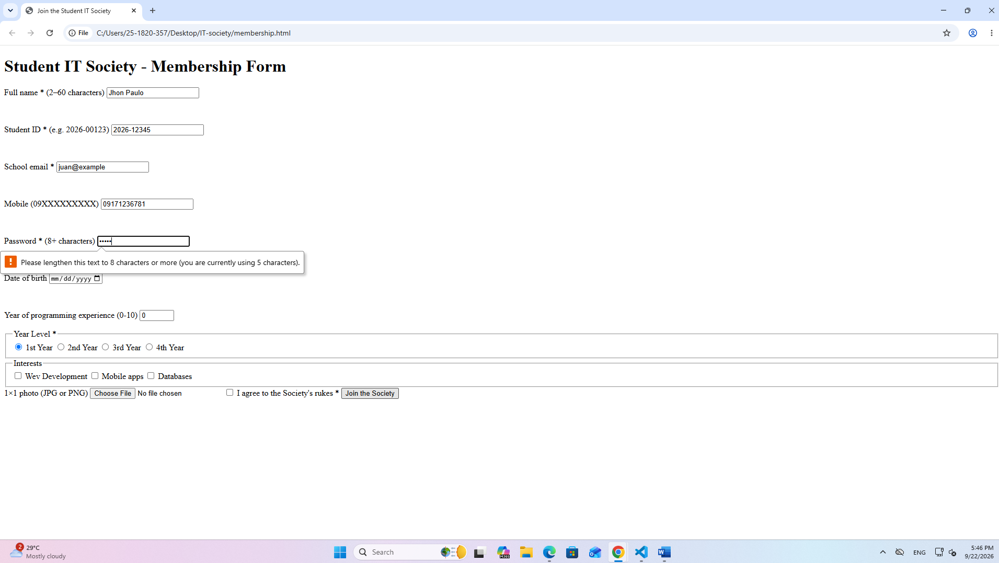 Join the Student IT Society
File C:/Users/25-1820-357/Desktop/IT-society/membership.html
Student IT Society - Membership Form
Full name * (2–60 characters) Jhon Paulo
Student ID * (e.g. 2026-00123) 2026-12345
School email * juan@example
Mobile (09XXXXXXXXX) 09171236781
Password * (8+ characters) •••••
! Please lengthen this text to 8 characters or more (you are currently using 5 characters).
Date of birth mm/dd/yyyy
Year of programming experience (0-10) 0
Year Level *
1st Year 2nd Year 3rd Year 4th Year
Interests
Wev Development Mobile apps Databases
1×1 photo (JPG or PNG) Choose File No file chosen I agree to the Society's rukes * Join the Society
2 29°C
Mostly cloudy
Search
M365
ENG
5:46 PM
9/22/2026